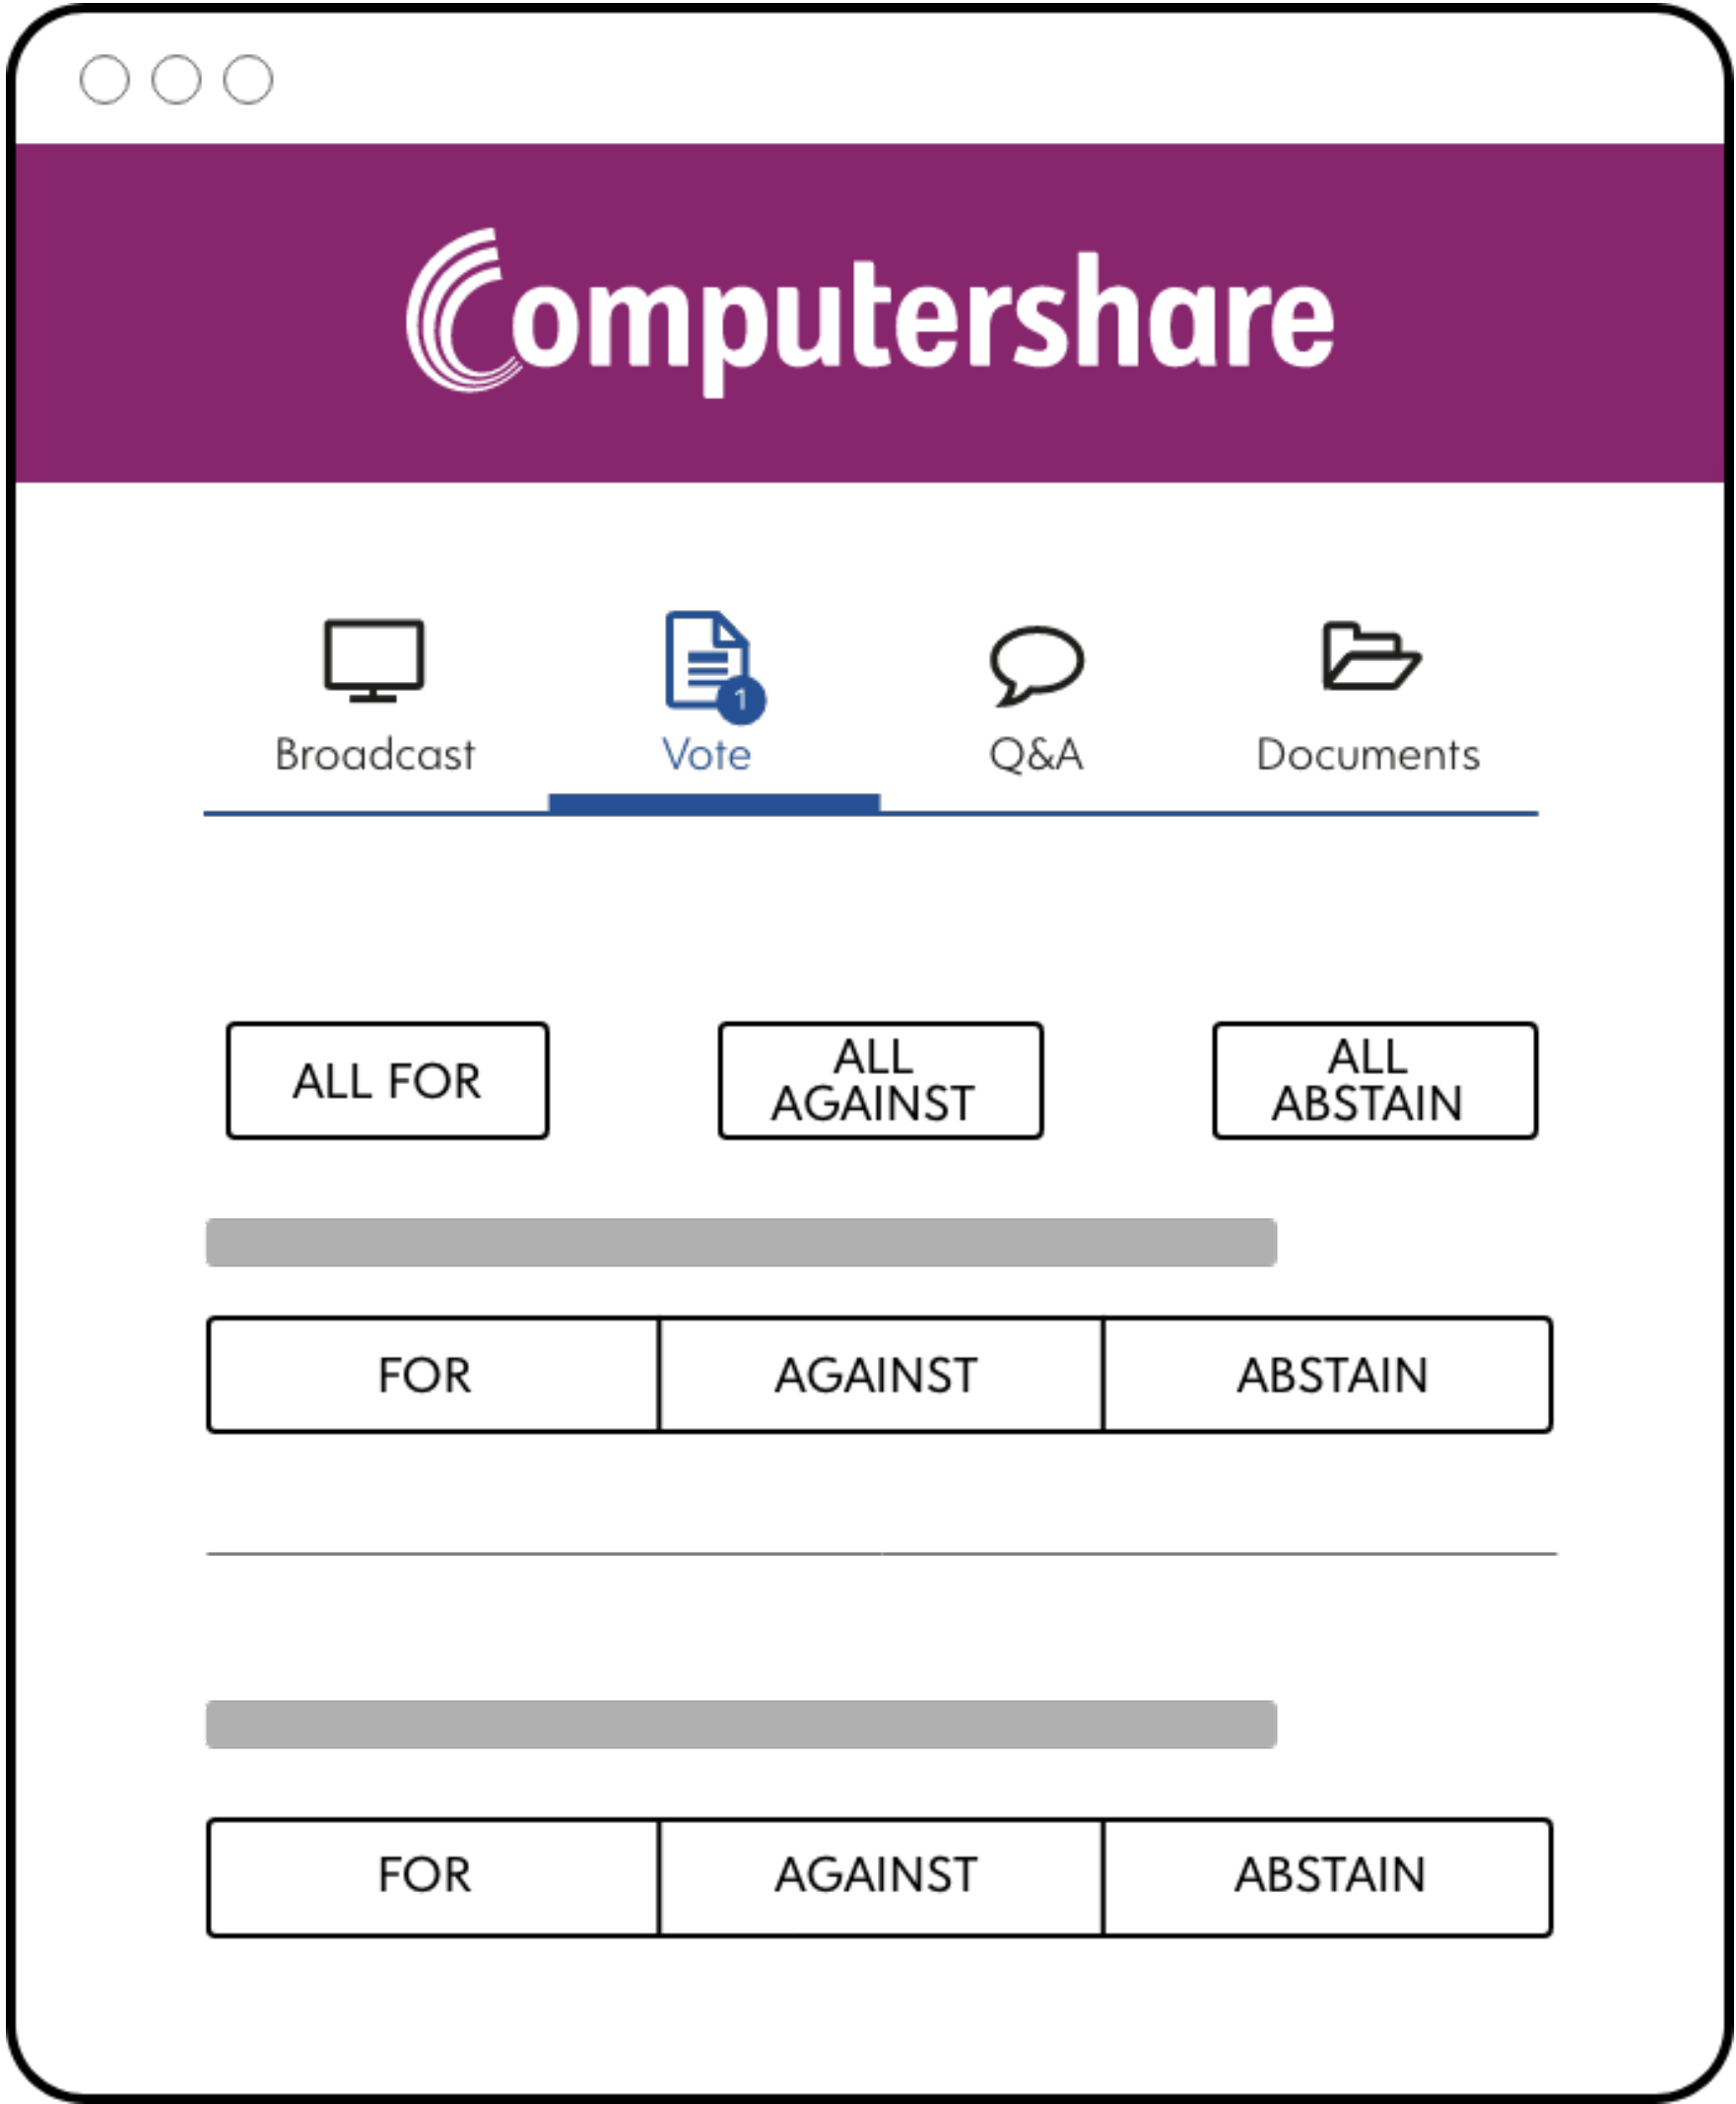 Computershare
1
Broadcast Vote Q&A Documents
ALL FOR
ALL
AGAINST
ALL
ABSTAIN
FOR AGAINST ABSTAIN
FOR AGAINST ABSTAIN